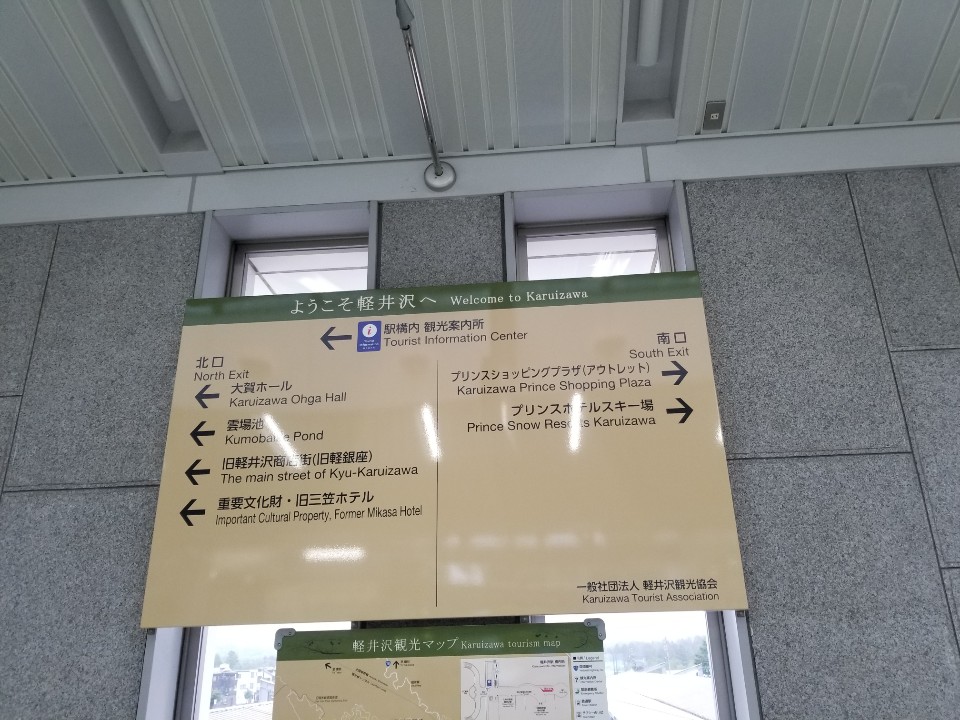 ようこそ軽井沢へ Welcome to Karuizawa
駅構内 観光案内所
Tourist Information Center
北口
North Exit
大賀ホール
Karuizawa Ohga Hall
雲場池
Kumobaike Pond
旧軽井沢商店街(旧軽銀座)
The main street of Kyu-Karuizawa
重要文化財・旧三笠ホテル
Important Cultural Property, Former Mikasa Hotel
南口
South Exit
プリンスショッピングプラザ(アウトレット)
Karuizawa Prince Shopping Plaza
プリンスホテルスキー場
Prince Snow Resorts Karuizawa
一般社団法人 軽井沢観光協会
Karuizawa Tourist Association
軽井沢観光マップ Karuizawa tourism map